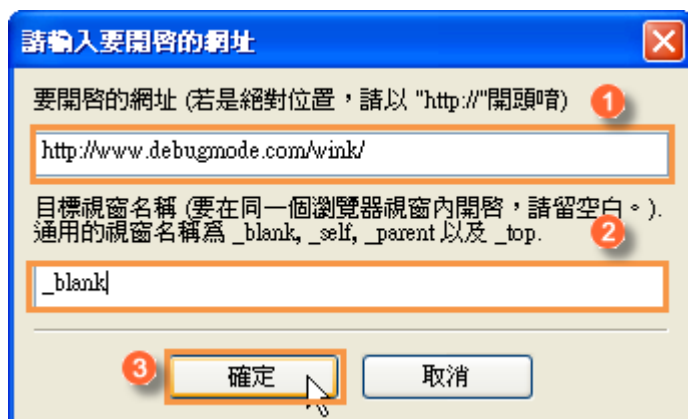 請輸入要開啓的網址
要開啓的網址 (若是絕對位置，請以 "http://"開頭唷)
1
http://www.debugmode.com/wink/
目標視窗名稱 (要在同一個瀏覽器視窗內開啓，請留空白。).
通用的視窗名稱爲 _blank, _self, _parent 以及 _top.
2
_blank
3
確定
取消